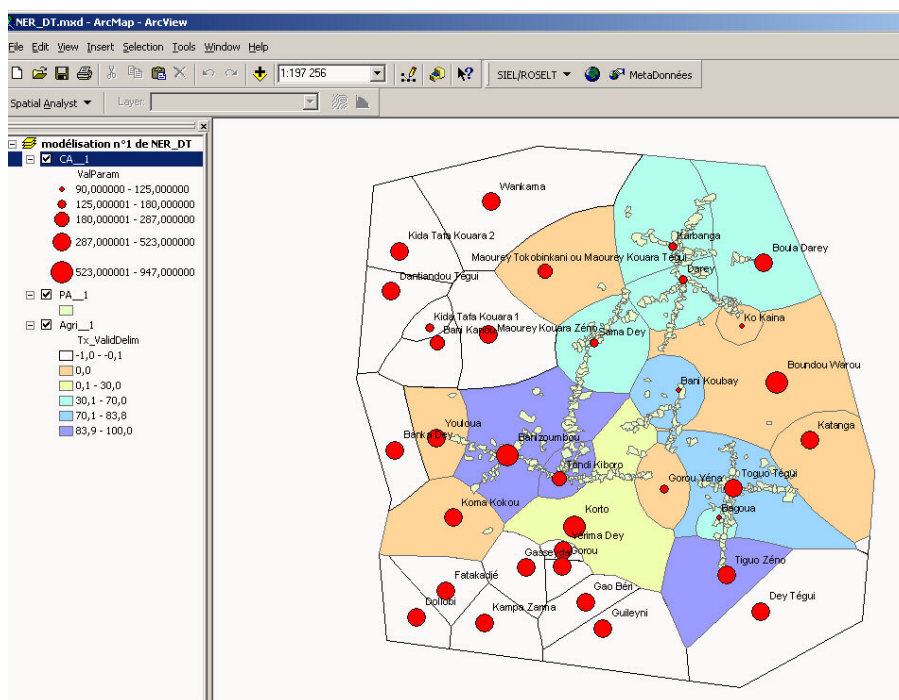 NER_DT.mxd - ArcMap - ArcView
File Edit View Insert Selection Tools Window Help
1:197 256
SIEL/ROSELT
MetaDonnées
Spatial Analyst
Layer:
modélisation n°1 de NER_DT
CA__1
ValParam
90,000000 - 125,000000
125,000001 - 180,000000
180,000001 - 287,000000
287,000001 - 523,000000
523,000001 - 947,000000
PA__1
Agri__1
Tx_ValidDelim
-1,0 - -0,1
0,0
0,1 - 30,0
30,1 - 70,0
70,1 - 83,8
83,9 - 100,0
Wankama
Kida Tafa Kouara 2
Karbanga
Boula Darey
Maourey Tokobinkani ou Maourey Kouara Tégui
Dantiandou Tégui
Darey
Kida Tafa Kouara 1
Maourey Kouara Zéno
Ko Kaina
Bani Kanou
Sama Dey
Boundou Warou
Bani Koubay
Katanga
Youloua
Banka Dey
Banizoumbou
Tondi Kiboro
Gorou Yéna
Toguo Tégui
Koma Kokou
Korto
Bagoua
Verima Dey
Gorou
Gasseyda
Tiguo Zéno
Fatakadjé
Gao Béri
Dollobi
Kampa Zarma
Guileyni
Dey Tégui